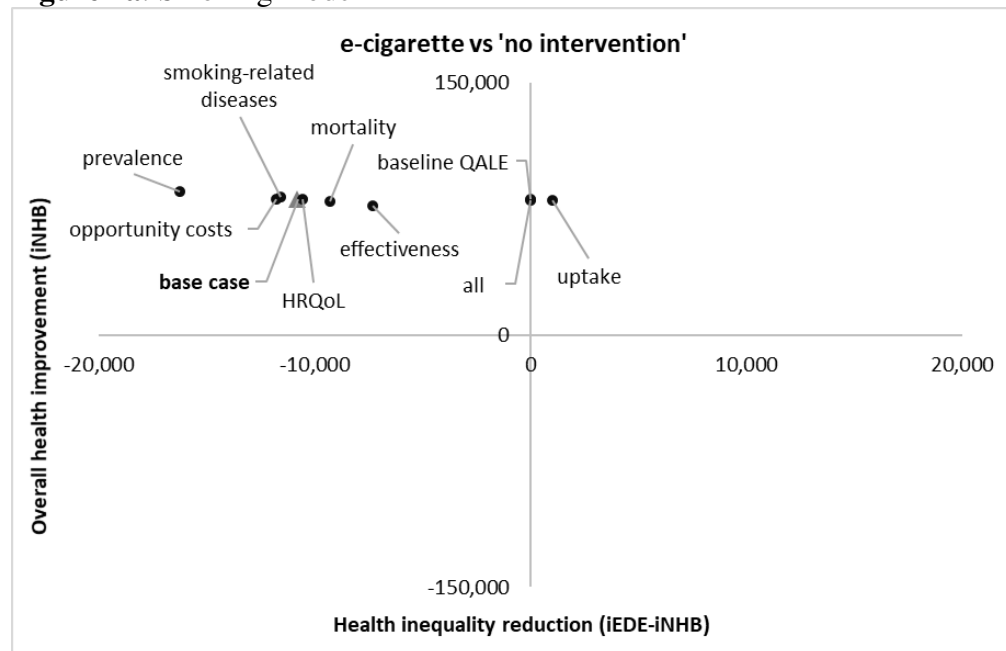 e-cigarette vs 'no intervention'
150,000
smoking-related
diseases
mortality
prevalence
baseline QALE
opportunity costs
effectiveness
base case
HRQoL
all
uptake
0
-20,000
-10,000
0
10,000
20,000
-150,000
Overall health improvement (iNHB)
Health inequality reduction (iEDE-iNHB)